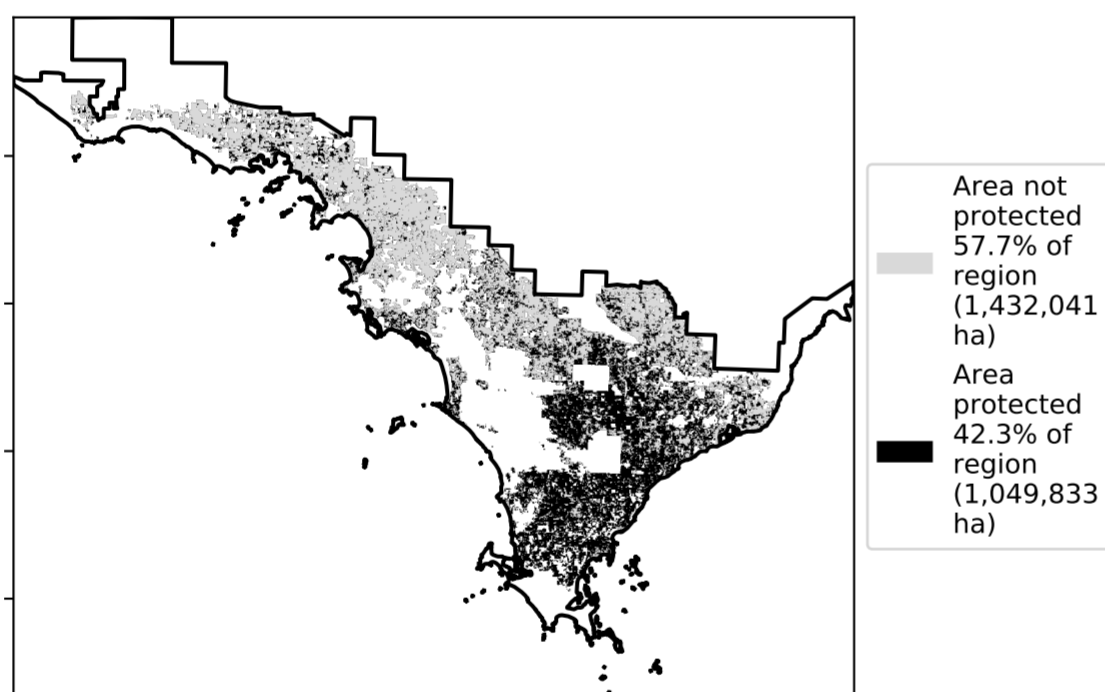 Area not
protected
57.7% of
region
(1,432,041
ha)
Area
protected
42.3% of
region
(1,049,833
ha)